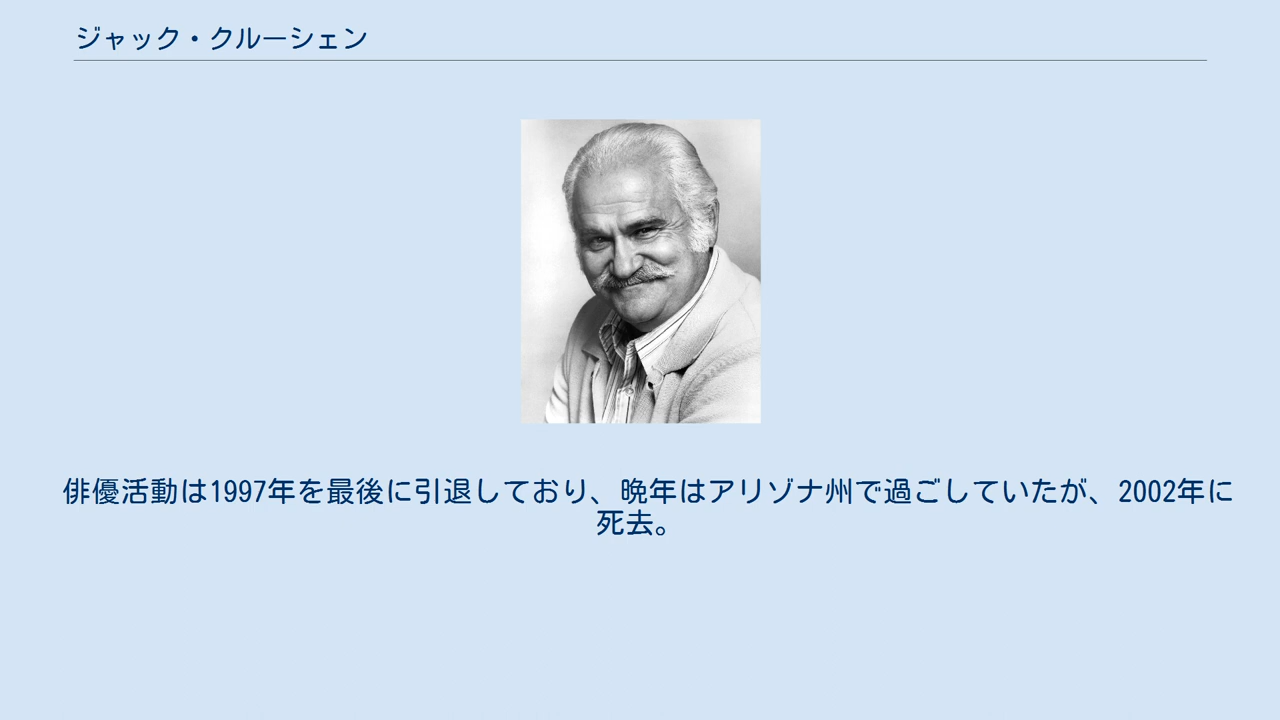 ジャック・クルーシェン
俳優活動は1997年を最後に引退しており、晩年はアリゾナ州で過ごしていたが、2002年に
死去。